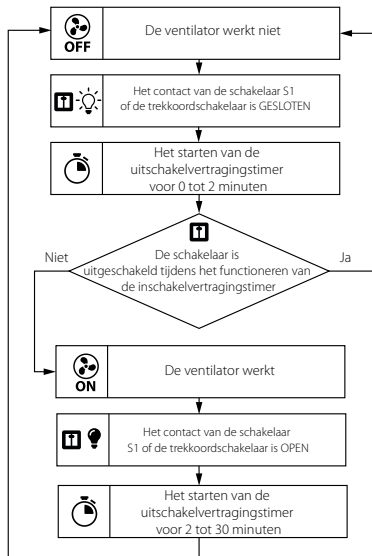 OFF
De ventilator werkt niet
Het contact van de schakelaar S1
of de trekkoordschakelaar is GESLOTEN
Het starten van de
uitschakelvertragingstimer
voor 0 tot 2 minuten
Niet
Ja
De schakelaar is
uitgeschakeld tijdens het functioneren van
de inschakelvertragingstimer
ON
De ventilator werkt
Het contact van de schakelaar
S1 of de trekkoordschakelaar is OPEN
Het starten van de
uitschakelvertragingstimer
voor 2 tot 30 minuten